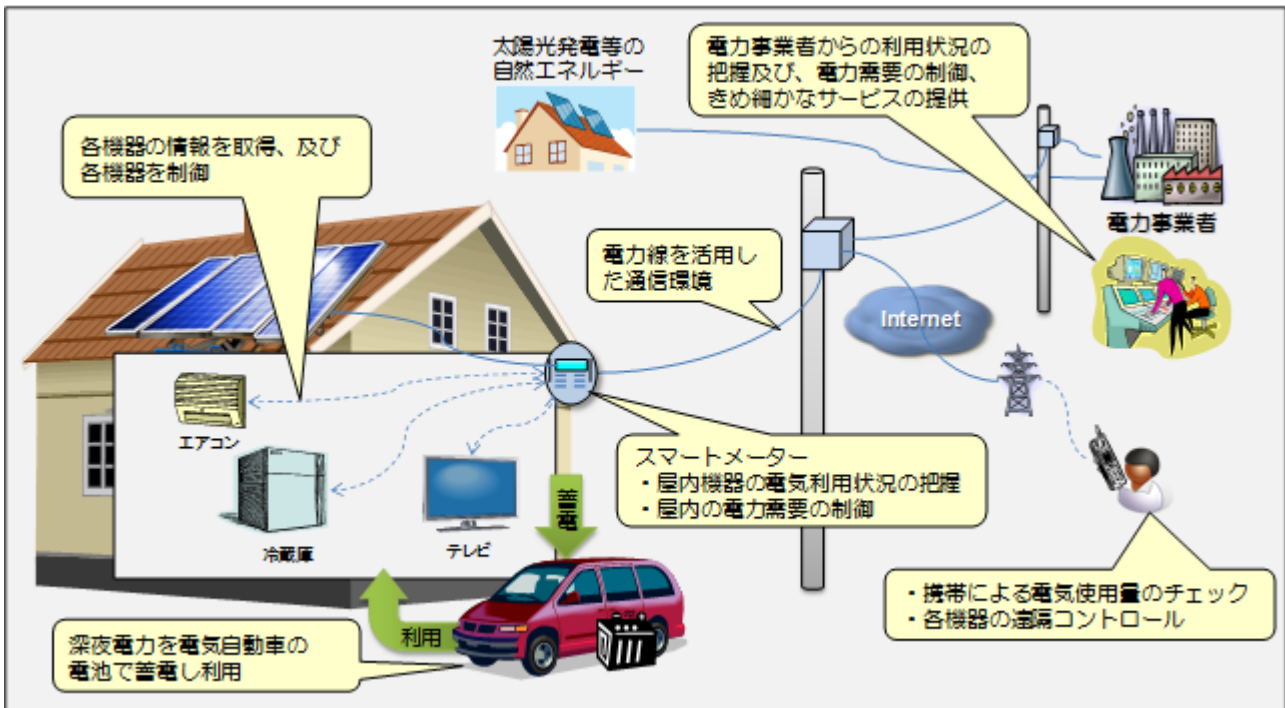 太陽光発電等の
自然エネルギー
電力事業者からの利用状況の
把握及び、電力需要の制御、
きめ細かなサービスの提供
各機器の情報を取得、及び
各機器を制御
電力事業者
電力線を活用し
た通信環境
Internet
エアコン
冷蔵庫
テレビ
スマートメーター
・屋内機器の電気利用状況の把握
・屋内の電力需要の制御
蓄電
利用
・携帯による電気使用量のチェック
・各機器の遠隔コントロール
深夜電力を電気自動車の
電池で蓄電し利用